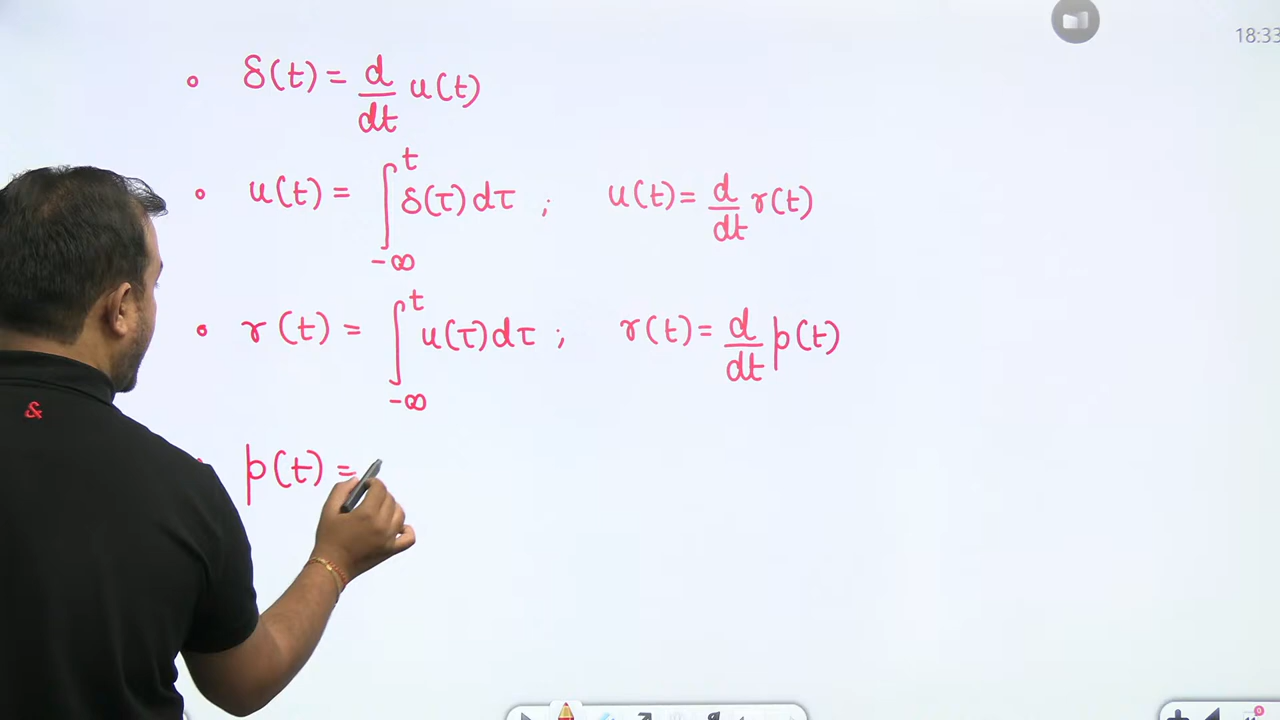 18:33
• δ(t) = d/dt u(t)
• u(t) = ∫_{-∞}^{t} δ(τ) dτ ; u(t) = d/dt r(t)
• r(t) = ∫_{-∞}^{t} u(τ) dτ ; r(t) = d/dt p(t)
&
• p(t) =